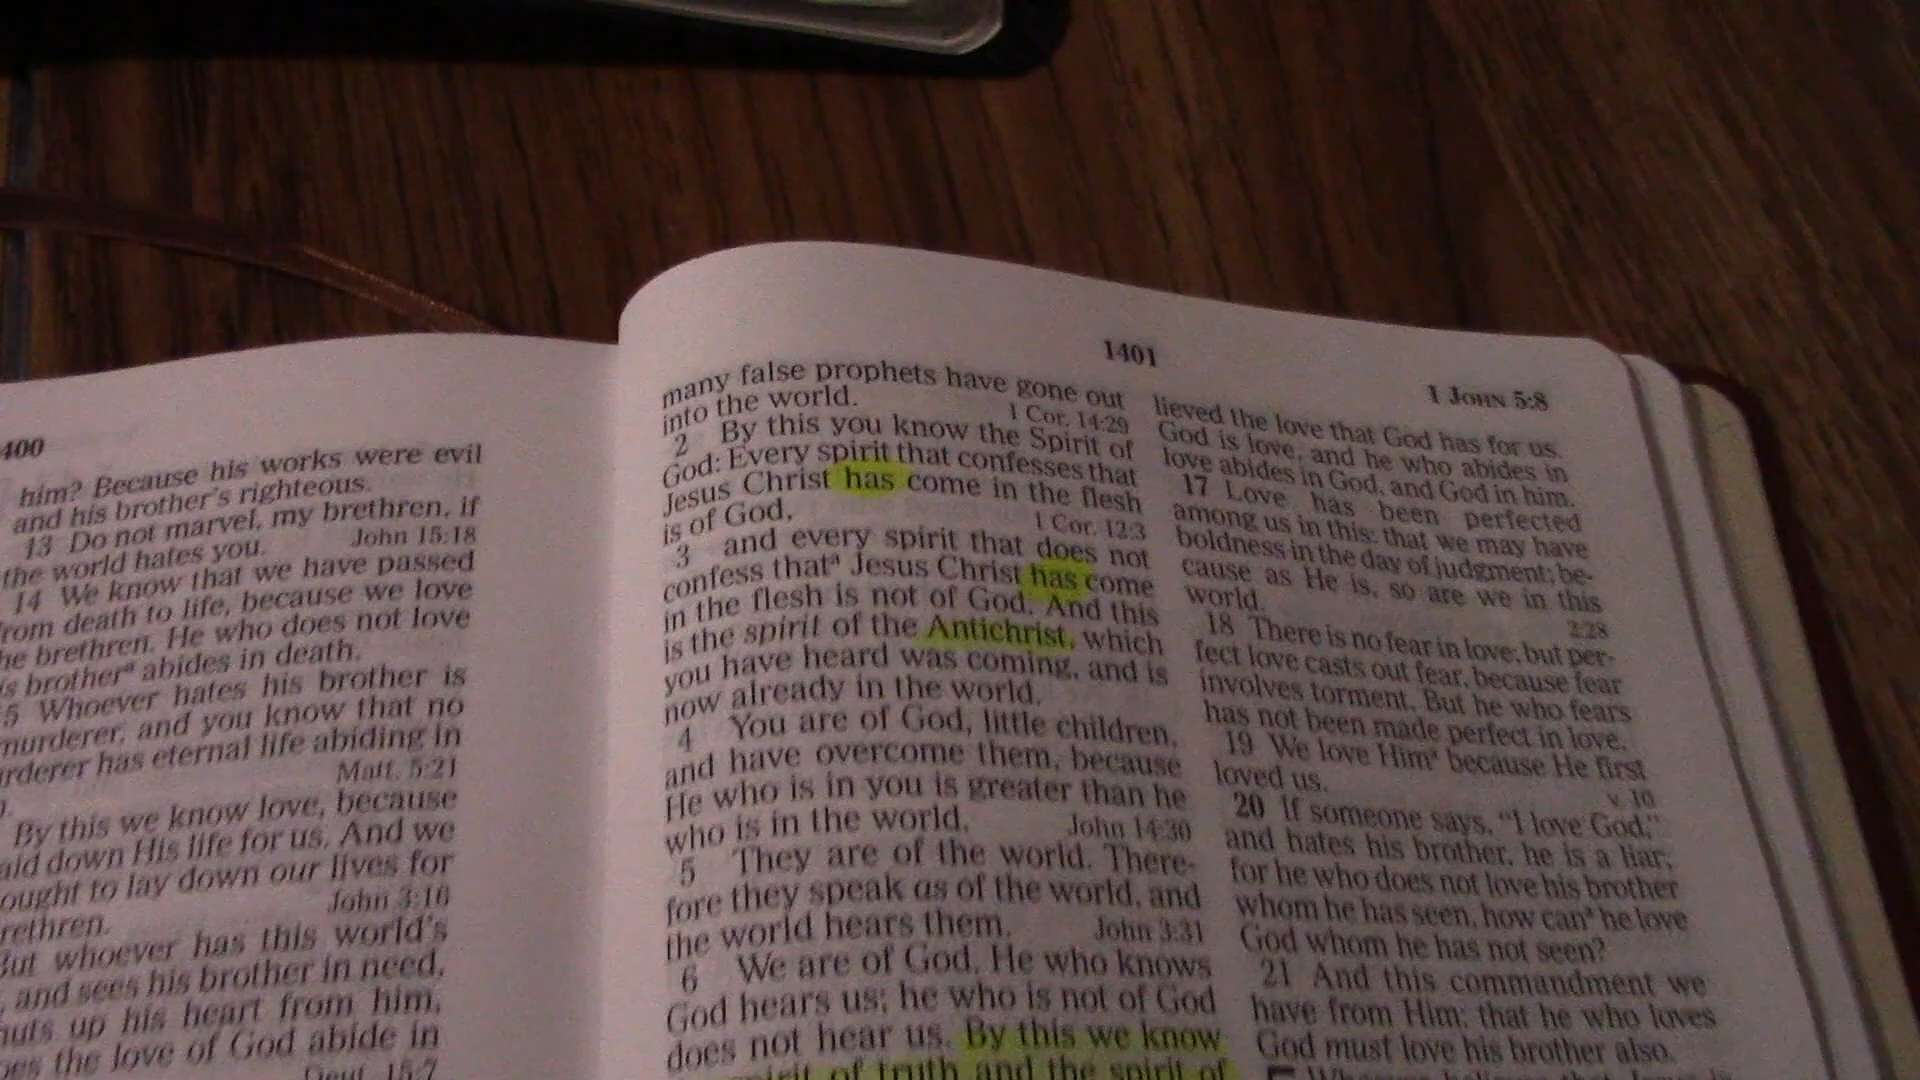 400
him? Because his works were evil
and his brother's righteous.
13 Do not marvel, my brethren, if
the world hates you. John 15:18
14 We know that we have passed
from death to life, because we love
he brethren. He who does not love
is brotherª abides in death.
5 Whoever hates his brother is
murderer, and you know that no
urderer has eternal life abiding in
Matt. 5:21
By this we know love, because
aid down His life for us. And we
ought to lay down our lives for
rethren. John 3:16
But whoever has this world's
, and sees his brother in need,
huts up his heart from him,
oes the love of God abide in
Deut. 15:7
1401
1 JOHN 5:8
many false prophets have gone out
into the world. 1 Cor. 14:29
2 By this you know the Spirit of
God: Every spirit that confesses that
Jesus Christ has come in the flesh
is of God, 1 Cor. 12:3
3 and every spirit that does not
confess thatª Jesus Christ has come
in the flesh is not of God. And this
is the spirit of the Antichrist, which
you have heard was coming, and is
now already in the world.
4 You are of God, little children,
and have overcome them, because
He who is in you is greater than he
who is in the world. John 14:30
5 They are of the world. There-
fore they speak as of the world, and
the world hears them. John 3:31
6 We are of God. He who knows
God hears us; he who is not of God
does not hear us. By this we know
spirit of truth and the spirit of
lieved the love that God has for us.
God is love, and he who abides in
love abides in God, and God in him.
17 Love has been perfected
among us in this: that we may have
boldness in the day of judgment; be-
cause as He is, so are we in this
world. 2:28
18 There is no fear in love; but per-
fect love casts out fear, because fear
involves torment. But he who fears
has not been made perfect in love.
19 We love Himª because He first
loved us. v. 10
20 If someone says, "I love God,"
and hates his brother, he is a liar;
for he who does not love his brother
whom he has seen, how canª he love
God whom he has not seen?
21 And this commandment we
have from Him: that he who loves
God must love his brother also.
5 Whoever believes that Jesus is